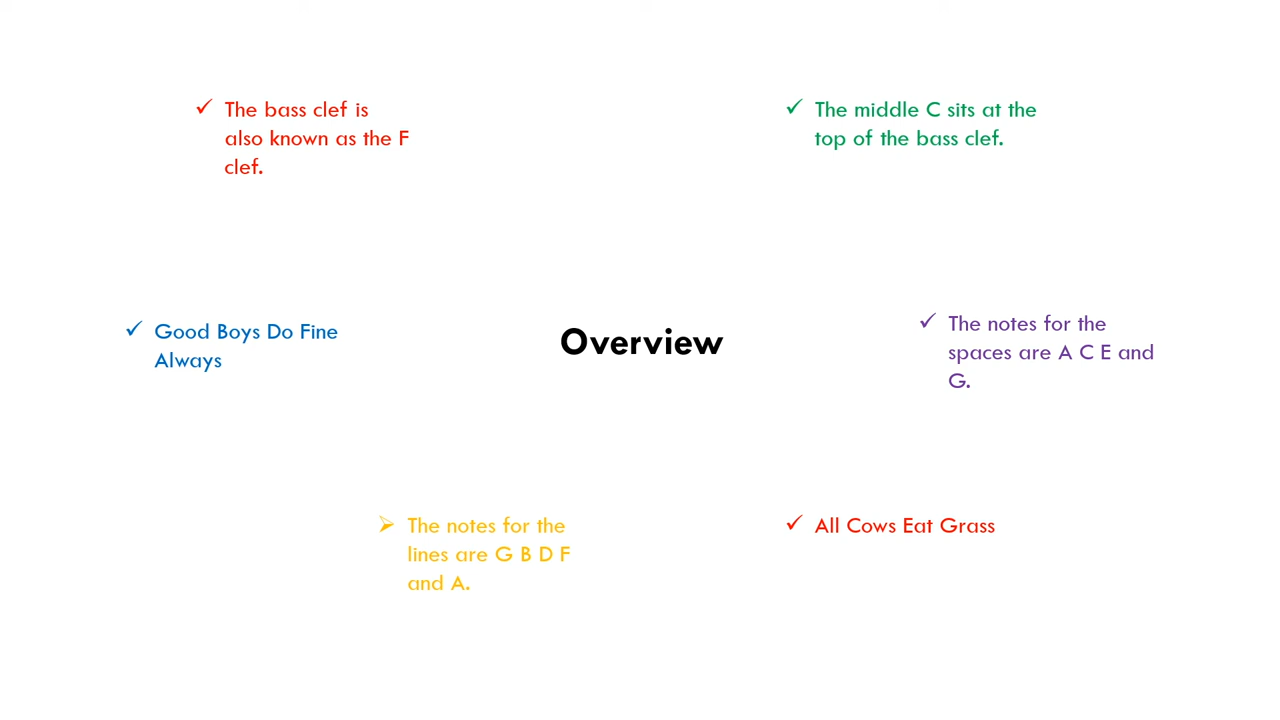 The bass clef is
also known as the F
clef.
The middle C sits at the
top of the bass clef.
Good Boys Do Fine
Always
Overview
The notes for the
spaces are A C E and
G.
The notes for the
lines are G B D F
and A.
All Cows Eat Grass